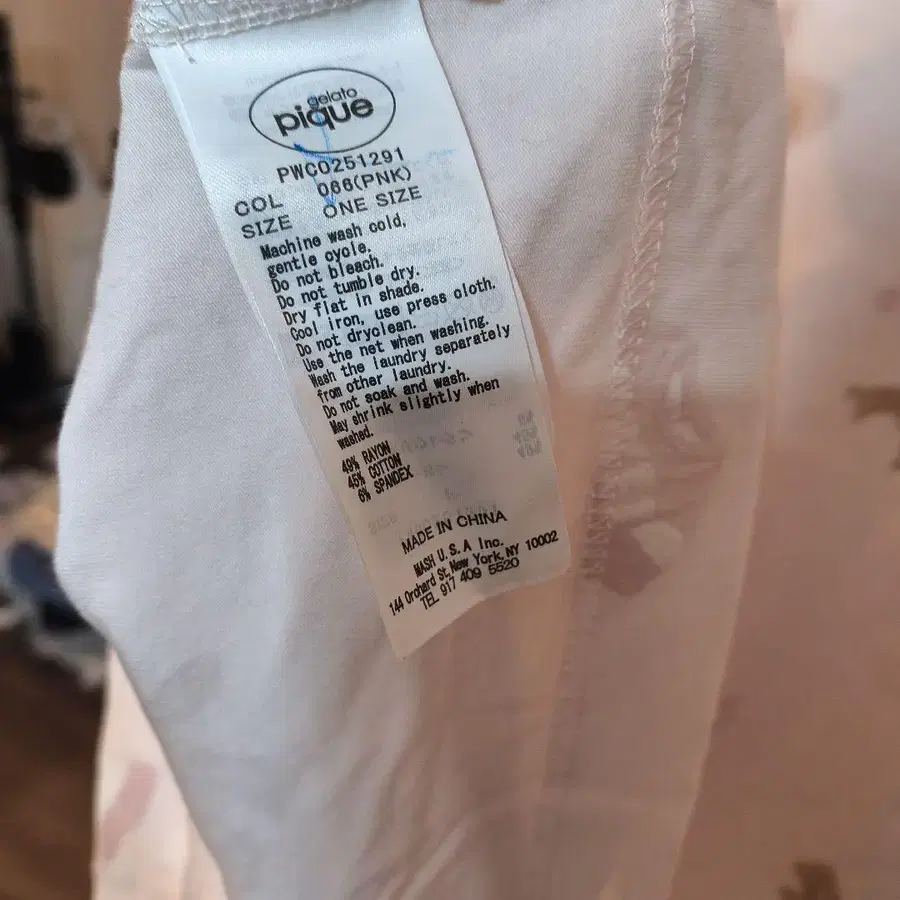 gelato
pique
PWCO251291
COL 066(PNK)
SIZE ONE SIZE
Machine wash cold,
gentle cycle.
Do not bleach.
Do not tumble dry.
Dry flat in shade.
Cool iron, use press cloth.
Do not dryclean.
Use the net when washing.
Wash the laundry separately
from other laundry.
Do not soak and wash.
May shrink slightly when
washed.
49% RAYON
45% COTTON
6% SPANDEX
MADE IN CHINA
MASH U.S.A Inc.
144 Orchard St, New York, NY 10002
TEL 917 409 5520